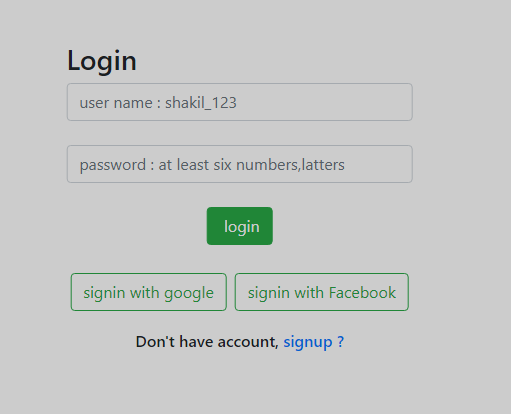 Login
user name : shakil_123
password : at least six numbers,latters
login
signin with google signin with Facebook
Don't have account, signup ?